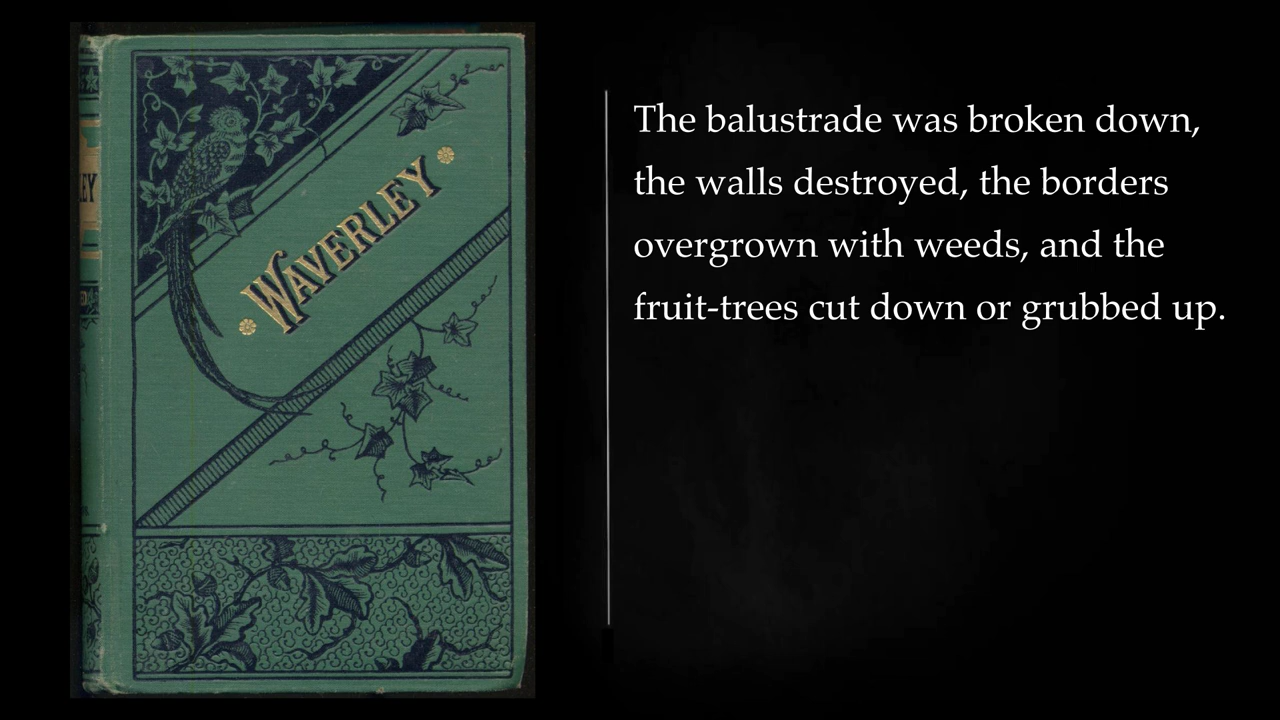 WAVERLEY
The balustrade was broken down,
the walls destroyed, the borders
overgrown with weeds, and the
fruit-trees cut down or grubbed up.